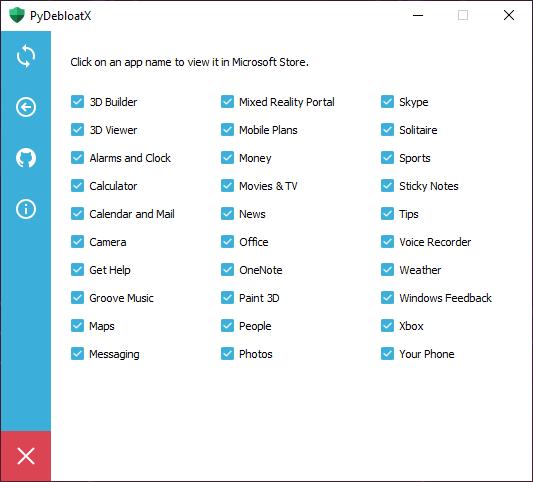 PyDebloatX
Click on an app name to view it in Microsoft Store.
3D Builder
3D Viewer
Alarms and Clock
Calculator
Calendar and Mail
Camera
Get Help
Groove Music
Maps
Messaging
Mixed Reality Portal
Mobile Plans
Money
Movies & TV
News
Office
OneNote
Paint 3D
People
Photos
Skype
Solitaire
Sports
Sticky Notes
Tips
Voice Recorder
Weather
Windows Feedback
Xbox
Your Phone